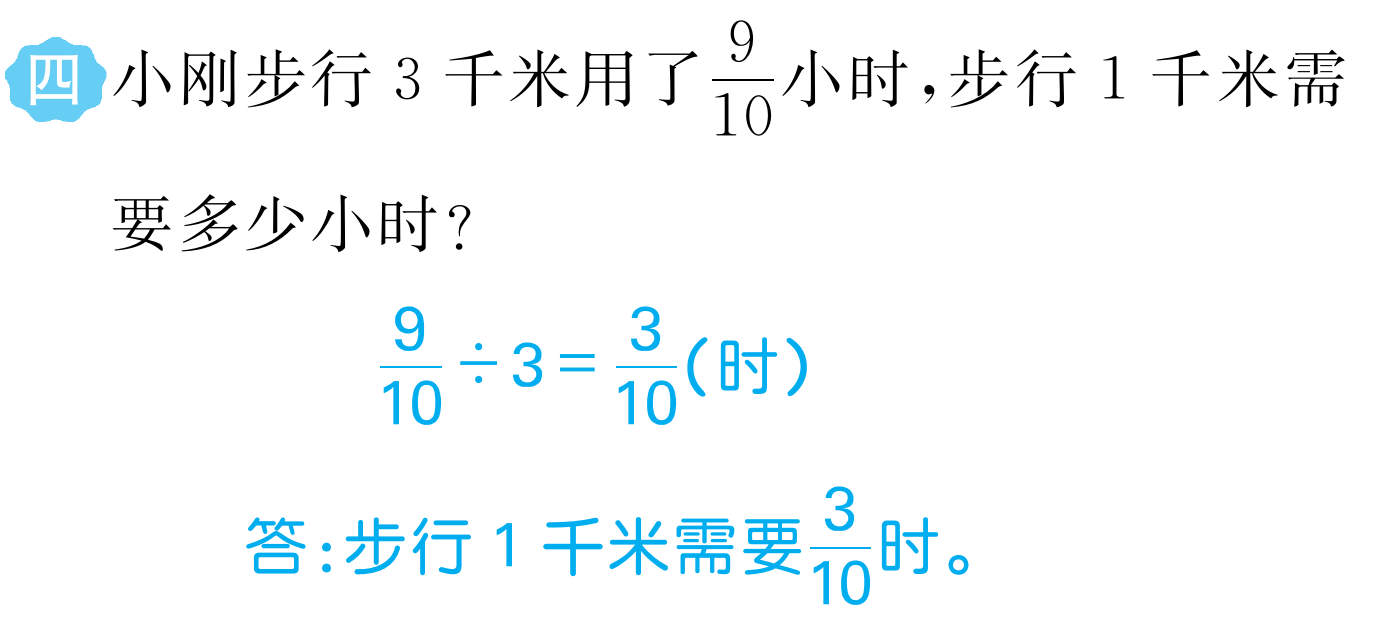 四 小刚步行 3 千米用了 9/10 小时,步行 1 千米需
要多少小时?
9/10 ÷ 3 = 3/10 (时)
答:步行 1 千米需要 3/10 时。